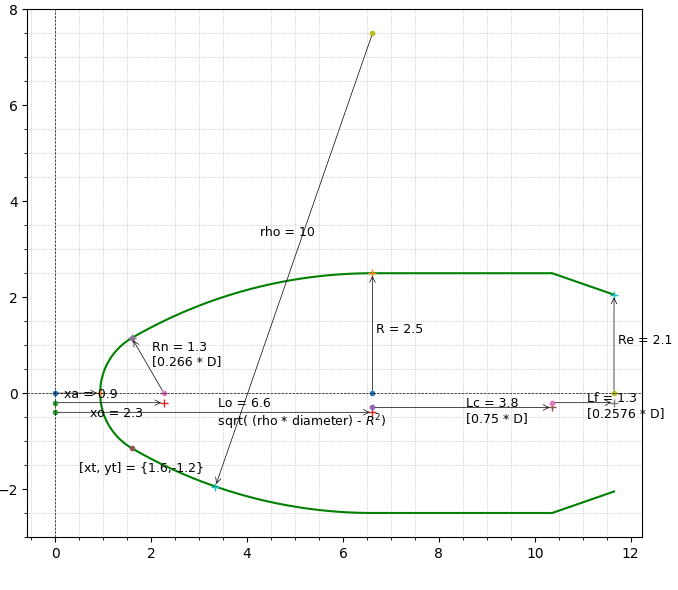 8
6
4
2
0
−2
rho = 10
R = 2.5
Rn = 1.3
[0.266 * D]
Re = 2.1
xa = 0.9
xo = 2.3
Lo = 6.6
sqrt( (rho * diameter) - R²)
Lc = 3.8
[0.75 * D]
Lf = 1.3
[0.2576 * D]
[xt, yt] = {1.6,-1.2}
0 2 4 6 8 10 12